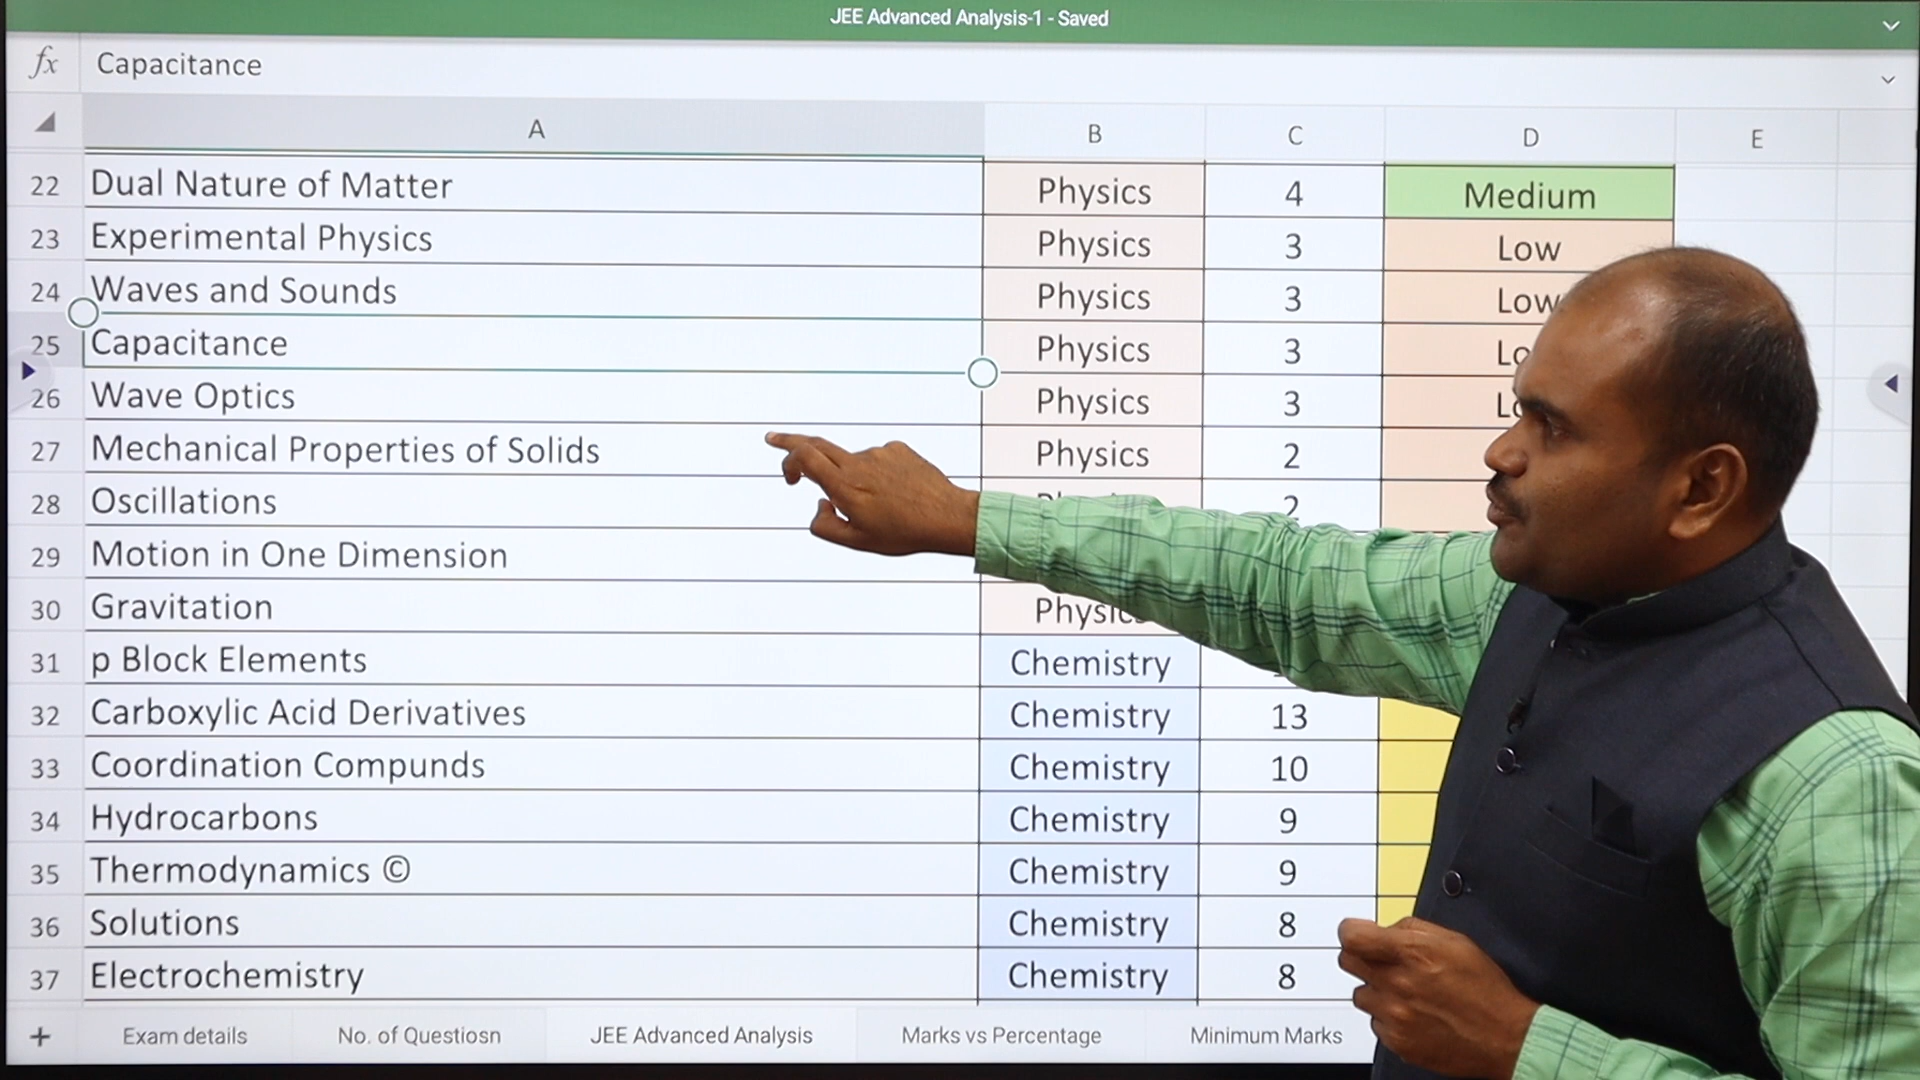 JEE Advanced Analysis-1 - Saved
fx Capacitance
A B C D E
22 Dual Nature of Matter Physics 4 Medium
23 Experimental Physics Physics 3 Low
24 Waves and Sounds Physics 3 Low
25 Capacitance Physics 3 Lo
26 Wave Optics Physics 3 Lo
27 Mechanical Properties of Solids Physics 2
28 Oscillations 2
29 Motion in One Dimension
30 Gravitation Physics
31 p Block Elements Chemistry
32 Carboxylic Acid Derivatives Chemistry 13
33 Coordination Compunds Chemistry 10
34 Hydrocarbons Chemistry 9
35 Thermodynamics © Chemistry 9
36 Solutions Chemistry 8
37 Electrochemistry Chemistry 8
+ Exam details No. of Questiosn JEE Advanced Analysis Marks vs Percentage Minimum Marks